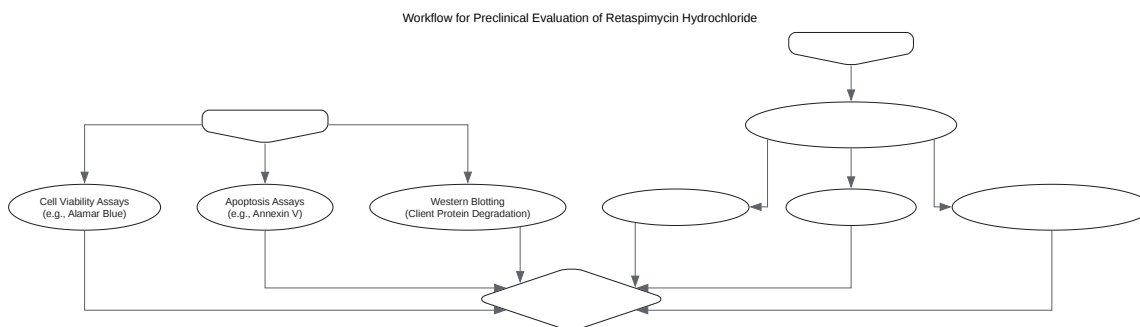 Workflow for Preclinical Evaluation of Retaspimycin Hydrochloride
Cell Viability Assays
(e.g., Alamar Blue)
Apoptosis Assays
(e.g., Annexin V)
Western Blotting
(Client Protein Degradation)